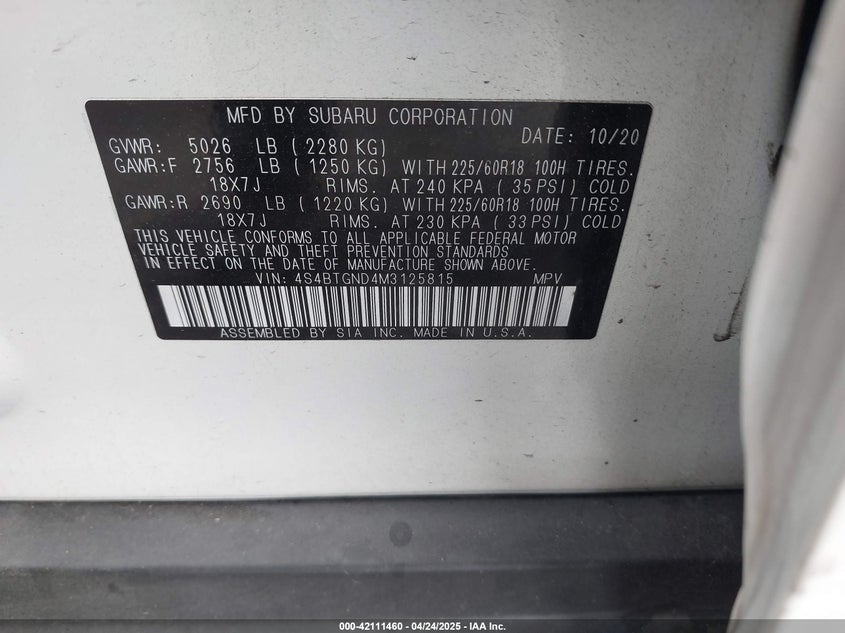 MFD BY SUBARU CORPORATION
DATE: 10/20
GVWR: 5026 LB ( 2280 KG)
GAWR:F 2756 LB ( 1250 KG) WITH 225/60R18 100H TIRES.
18X7J RIMS. AT 240 KPA ( 35 PSI) COLD
GAWR:R 2690 LB ( 1220 KG) WITH 225/60R18 100H TIRES.
18X7J RIMS. AT 230 KPA ( 33 PSI) COLD
THIS VEHICLE CONFORMS TO ALL APPLICABLE FEDERAL MOTOR
VEHICLE SAFETY AND THEFT PREVENTION STANDARDS
IN EFFECT ON THE DATE OF MANUFACTURE SHOWN ABOVE.
VIN: 4S4BTGND4M3125815 MPV
ASSEMBLED BY SIA INC. MADE IN U.S.A.
000-42111460 - 04/24/2025 - IAA Inc.